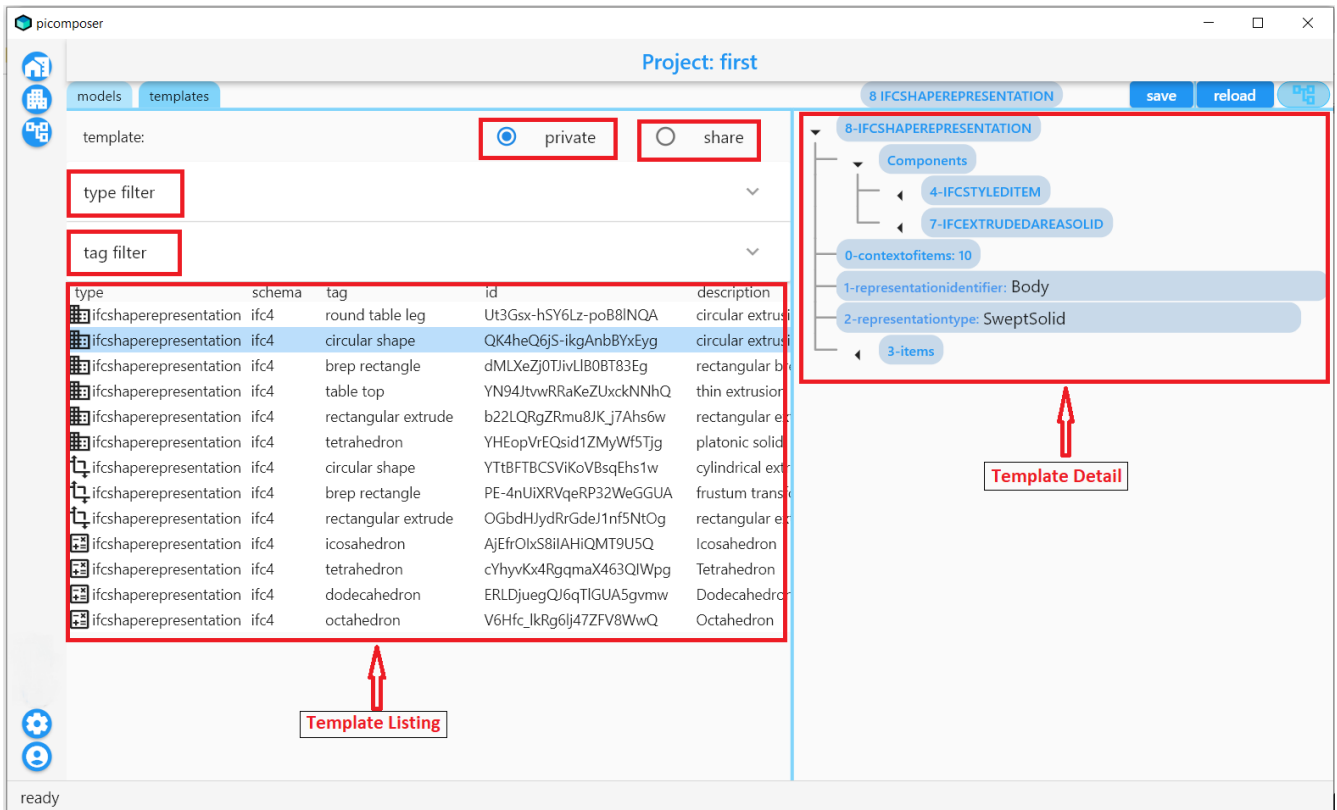 picomposer
Project: first
models templates
8 IFCSHAPEREPRESENTATION save reload
template: private share
type filter
tag filter
type schema tag id description
ifcshaperepresentation ifc4 round table leg Ut3Gsx-hSY6Lz-poB8lNQA circular extrusi
ifcshaperepresentation ifc4 circular shape QK4heQ6jS-ikgAnbBYxEyg circular extrusi
ifcshaperepresentation ifc4 brep rectangle dMLXeZj0TJivLlB0BT83Eg rectangular br
ifcshaperepresentation ifc4 table top YN94JtvwRRaKeZUxckNNhQ thin extrusion
ifcshaperepresentation ifc4 rectangular extrude b22LQRgZRmu8JK_j7Ahs6w rectangular ex
ifcshaperepresentation ifc4 tetrahedron YHEopVrEQsid1ZMyWf5Tjg platonic solid
ifcshaperepresentation ifc4 circular shape YTtBFTBCSViKoVBsqEhs1w cylindrical extr
ifcshaperepresentation ifc4 brep rectangle PE-4nUiXRVqeRP32WeGGUA frustum transf
ifcshaperepresentation ifc4 rectangular extrude OGbdHJydRrGdeJ1nf5NtOg rectangular ex
ifcshaperepresentation ifc4 icosahedron AjEfrOIxS8iIAHiQMT9U5Q Icosahedron
ifcshaperepresentation ifc4 tetrahedron cYhyvKx4RgqmaX463QIWpg Tetrahedron
ifcshaperepresentation ifc4 dodecahedron ERLDjuegQJ6qTlGUA5gvmw Dodecahedron
ifcshaperepresentation ifc4 octahedron V6Hfc_lkRg6lj47ZFV8WwQ Octahedron
Template Listing
8-IFCSHAPEREPRESENTATION
Components
4-IFCSTYLEDITEM
7-IFCEXTRUDEDAREASOLID
0-contextofitems: 10
1-representationidentifier: Body
2-representationtype: SweptSolid
3-items
Template Detail
ready